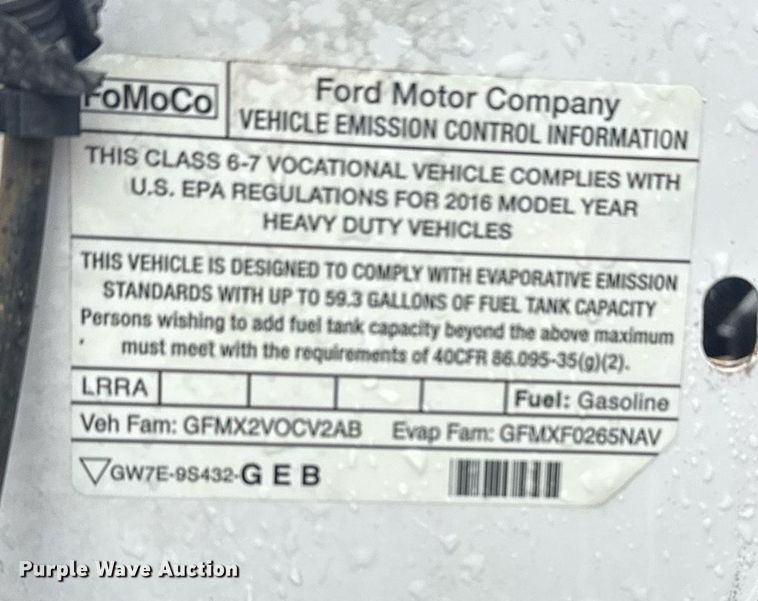 FoMoCo
Ford Motor Company
VEHICLE EMISSION CONTROL INFORMATION
THIS CLASS 6-7 VOCATIONAL VEHICLE COMPLIES WITH
U.S. EPA REGULATIONS FOR 2016 MODEL YEAR
HEAVY DUTY VEHICLES
THIS VEHICLE IS DESIGNED TO COMPLY WITH EVAPORATIVE EMISSION
STANDARDS WITH UP TO 59.3 GALLONS OF FUEL TANK CAPACITY
Persons wishing to add fuel tank capacity beyond the above maximum
must meet with the requirements of 40CFR 86.095-35(g)(2).
LRRA Fuel: Gasoline
Veh Fam: GFMX2VOCV2AB Evap Fam: GFMXF0265NAV
GW7E-9S432-G E B
Purple Wave Auction